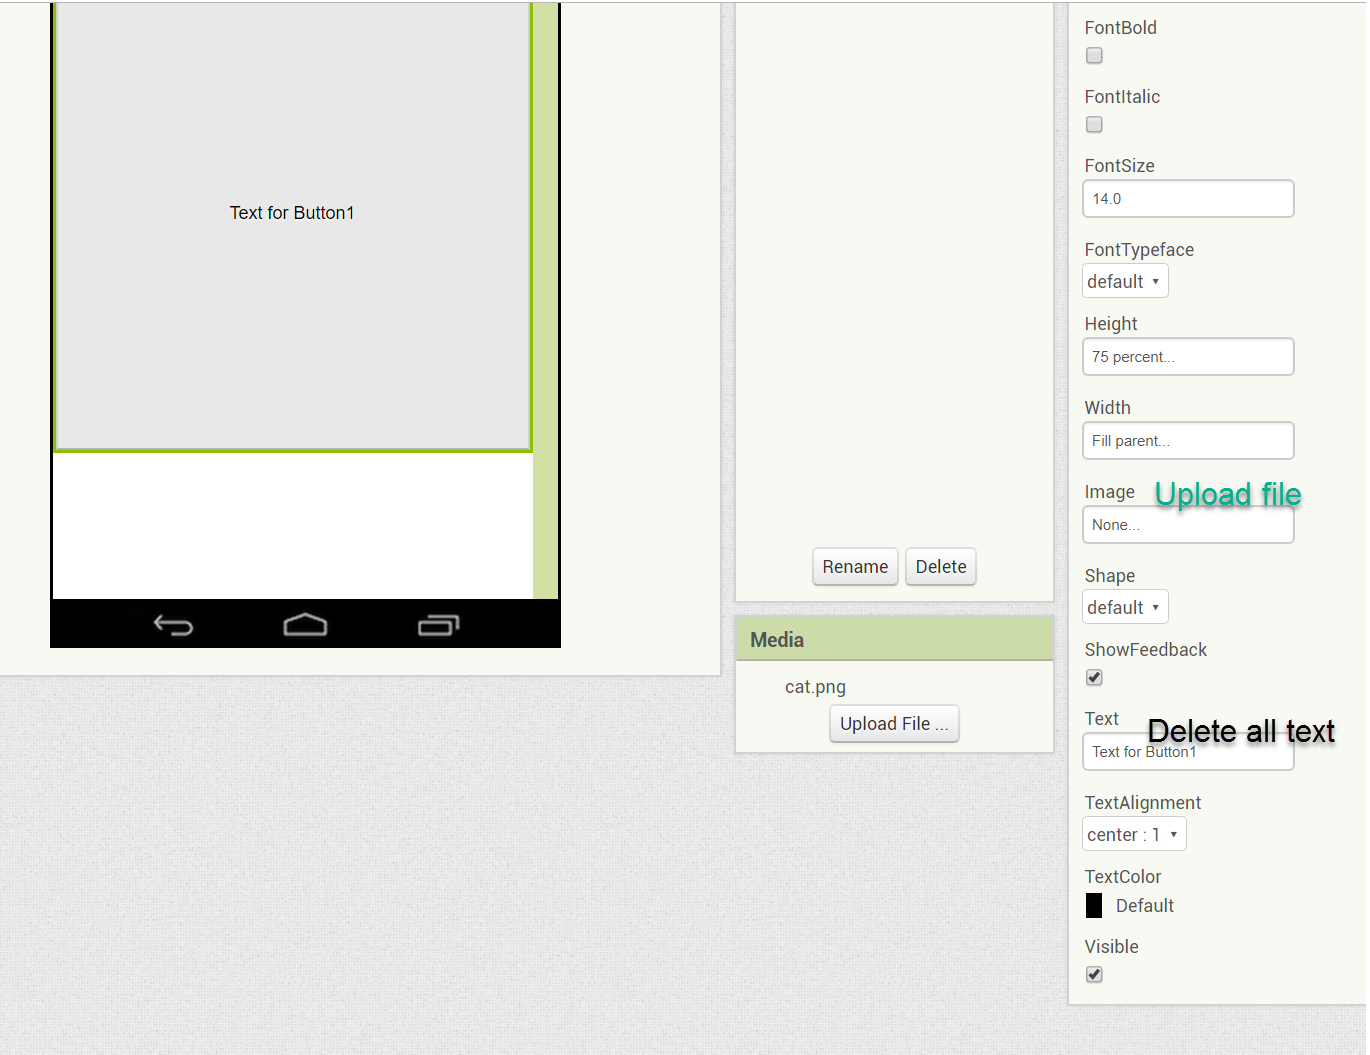 Text for Button1
Rename
Delete
Media
cat.png
Upload File ...
FontBold
FontItalic
FontSize
14.0
FontTypeface
default
Height
75 percent...
Width
Fill parent...
Image
Upload file
None...
Shape
default
ShowFeedback
Text
Delete all text
Text for Button1
TextAlignment
center : 1
TextColor
Default
Visible